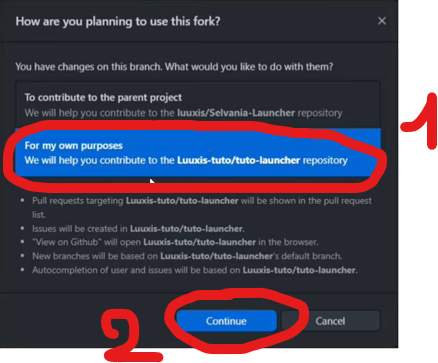 How are you planning to use this fork?
You have changes on this branch. What would you like to do with them?
To contribute to the parent project
We will help you contribute to the luuxis/Selvania-Launcher repository
1
For my own purposes
We will help you contribute to the Luuxis-tuto/tuto-launcher repository
• Pull requests targeting Luuxis-tuto/tuto-launcher will be shown in the pull request
list.
• Issues will be created in Luuxis-tuto/tuto-launcher.
• "View on Github" will open Luuxis-tuto/tuto-launcher in the browser.
• New branches will be based on Luuxis-tuto/tuto-launcher's default branch.
• Autocompletion of user and issues will be based on Luuxis-tuto/tuto-launcher.
2
Continue
Cancel